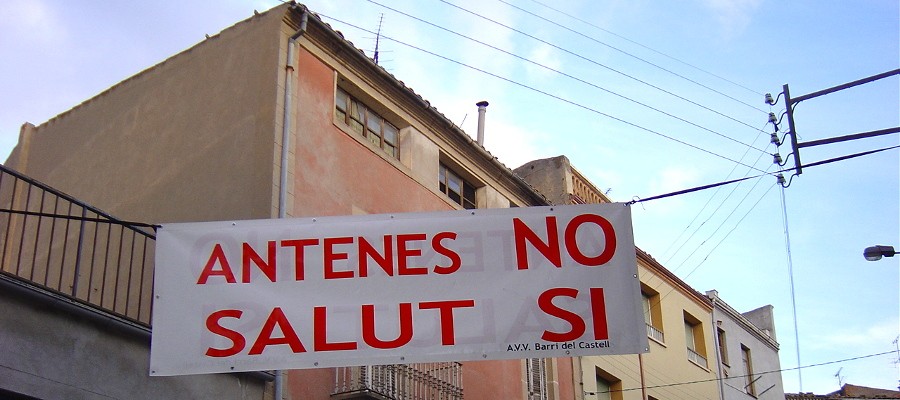 ANTENES NO
SALUT SI
A.V.V. Barri del Castell